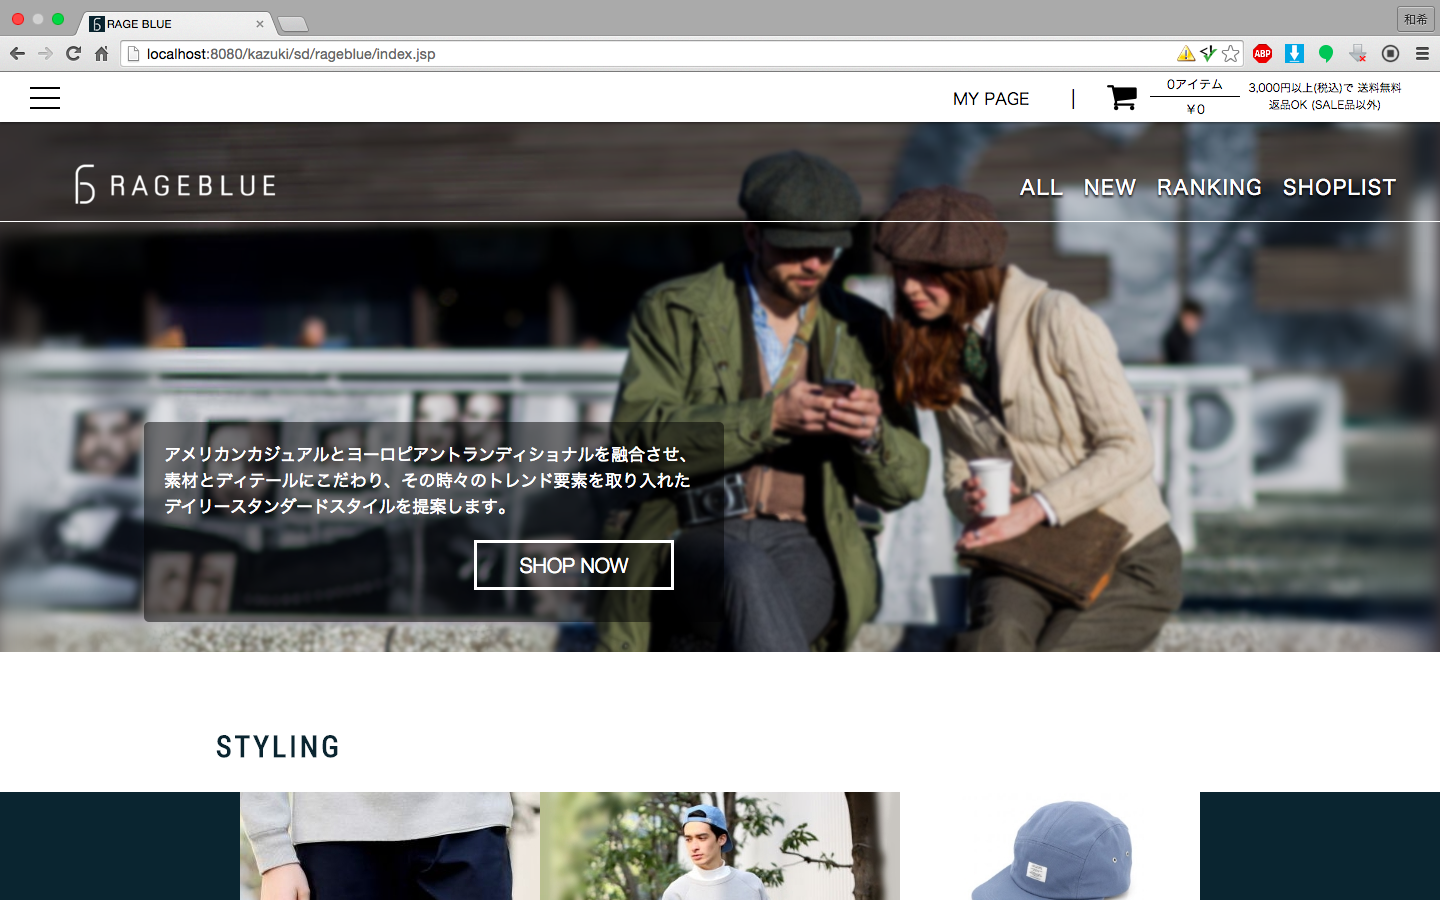 RAGE BLUE
和希
localhost:8080/kazuki/sd/rageblue/index.jsp
ABP
MY PAGE
0アイテム
¥0
3,000円以上(税込)で 送料無料
返品OK (SALE品以外)
RAGEBLUE
ALL NEW RANKING SHOPLIST
アメリカンカジュアルとヨーロピアントランディショナルを融合させ、
素材とディテールにこだわり、その時々のトレンド要素を取り入れた
デイリースタンダードスタイルを提案します。
SHOP NOW
STYLING